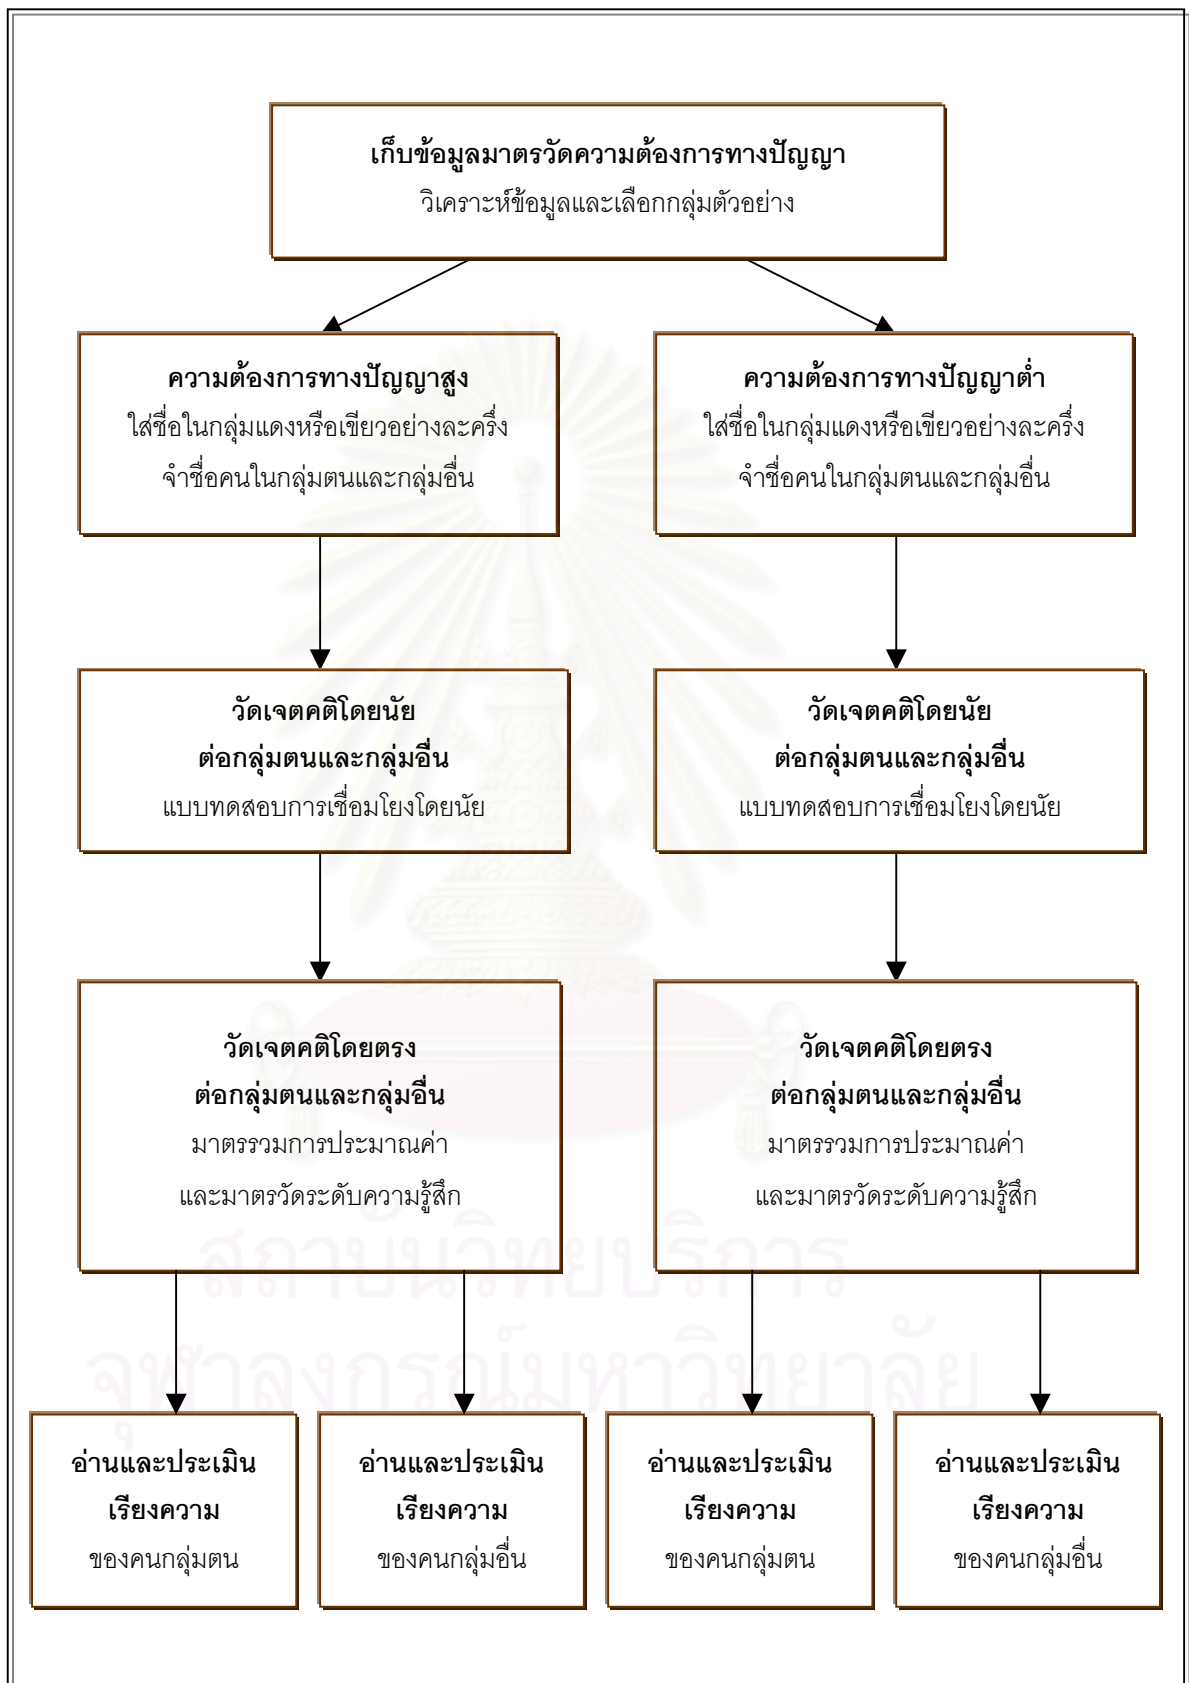 เก็บข้อมูลมาตรวัดความต้องการทางปัญญา
วิเคราะห์ข้อมูลและเลือกกลุ่มตัวอย่าง
ความต้องการทางปัญญาสูง
ใส่ชื่อในกลุ่มแดงหรือเขียวอย่างละครึ่ง
จำชื่อคนในกลุ่มตนและกลุ่มอื่น
ความต้องการทางปัญญาต่ำ
ใส่ชื่อในกลุ่มแดงหรือเขียวอย่างละครึ่ง
จำชื่อคนในกลุ่มตนและกลุ่มอื่น
วัดเจตคติโดยนัย
ต่อกลุ่มตนและกลุ่มอื่น
แบบทดสอบการเชื่อมโยงโดยนัย
วัดเจตคติโดยนัย
ต่อกลุ่มตนและกลุ่มอื่น
แบบทดสอบการเชื่อมโยงโดยนัย
วัดเจตคติโดยตรง
ต่อกลุ่มตนและกลุ่มอื่น
มาตรรวมการประมาณค่า
และมาตรวัดระดับความรู้สึก
วัดเจตคติโดยตรง
ต่อกลุ่มตนและกลุ่มอื่น
มาตรรวมการประมาณค่า
และมาตรวัดระดับความรู้สึก
สถาบันวิทยบริการ
จุฬาลงกรณ์มหาวิทยาลัย
อ่านและประเมิน
เรียงความ
ของคนกลุ่มตน
อ่านและประเมิน
เรียงความ
ของคนกลุ่มอื่น
อ่านและประเมิน
เรียงความ
ของคนกลุ่มตน
อ่านและประเมิน
เรียงความ
ของคนกลุ่มอื่น